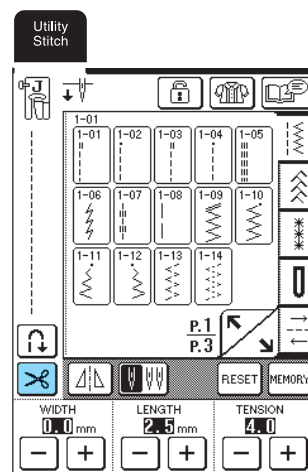 Utility
Stitch
J
1-01
1-01 1-02 1-03 1-04 1-05
1-06 1-07 1-08 1-09 1-10
1-11 1-12 1-13 1-14
P.1
P.3
RESET MEMORY
WIDTH LENGTH TENSION
0.0 mm 2.5 mm 4.0
− + − + − +